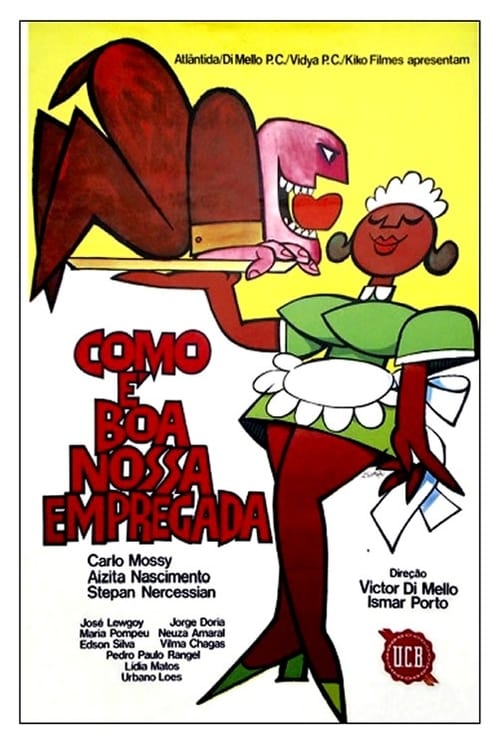 Atlântida/Di Mello P.C./Vidya P.C./Kiko Filmes apresentam
COMO
É
BOA
NOSSA
EMPREGADA
Carlo Mossy
Aizita Nascimento
Stepan Nercessian
José Lewgoy Jorge Doria
Maria Pompeu Neuza Amaral
Edson Silva Vilma Chagas
Pedro Paulo Rangel
Lídia Matos
Urbano Loes
Direção
Victor Di Mello
Ismar Porto
U.C.B.